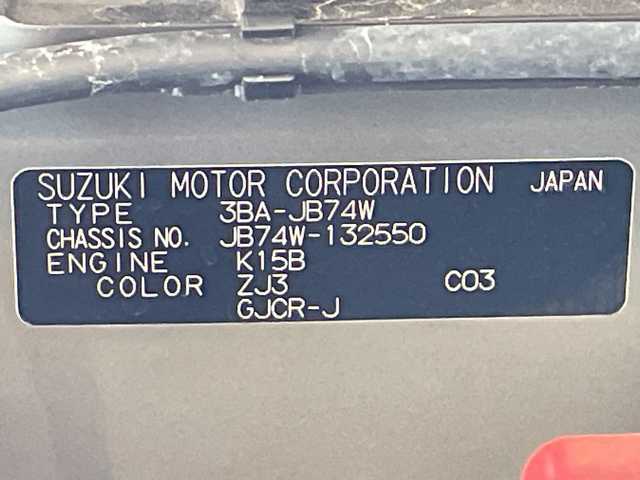 SUZUKI MOTOR CORPORATION JAPAN
TYPE 3BA-JB74W
CHASSIS NO. JB74W-132550
ENGINE K15B
COLOR ZJ3 C03
GJCR-J